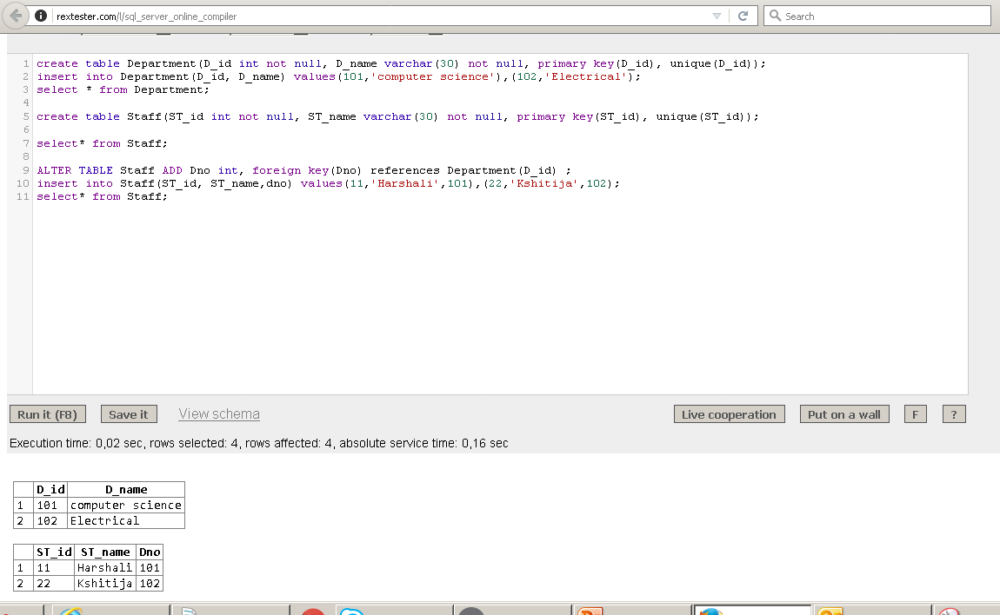 rextester.com/l/sql_server_online_compiler
Search
1 create table Department(D_id int not null, D_name varchar(30) not null, primary key(D_id), unique(D_id));
2 insert into Department(D_id, D_name) values(101,'computer science'),(102,'Electrical');
3 select * from Department;
4
5 create table Staff(ST_id int not null, ST_name varchar(30) not null, primary key(ST_id), unique(ST_id));
6
7 select* from Staff;
8
9 ALTER TABLE Staff ADD Dno int, foreign key(Dno) references Department(D_id) ;
10 insert into Staff(ST_id, ST_name,dno) values(11,'Harshali',101),(22,'Kshitija',102);
11 select* from Staff;
Run it (F8) Save it View schema Live cooperation Put on a wall F ?
Execution time: 0,02 sec, rows selected: 4, rows affected: 4, absolute service time: 0,16 sec
D_id D_name
1 101 computer science
2 102 Electrical
ST_id ST_name Dno
1 11 Harshali 101
2 22 Kshitija 102